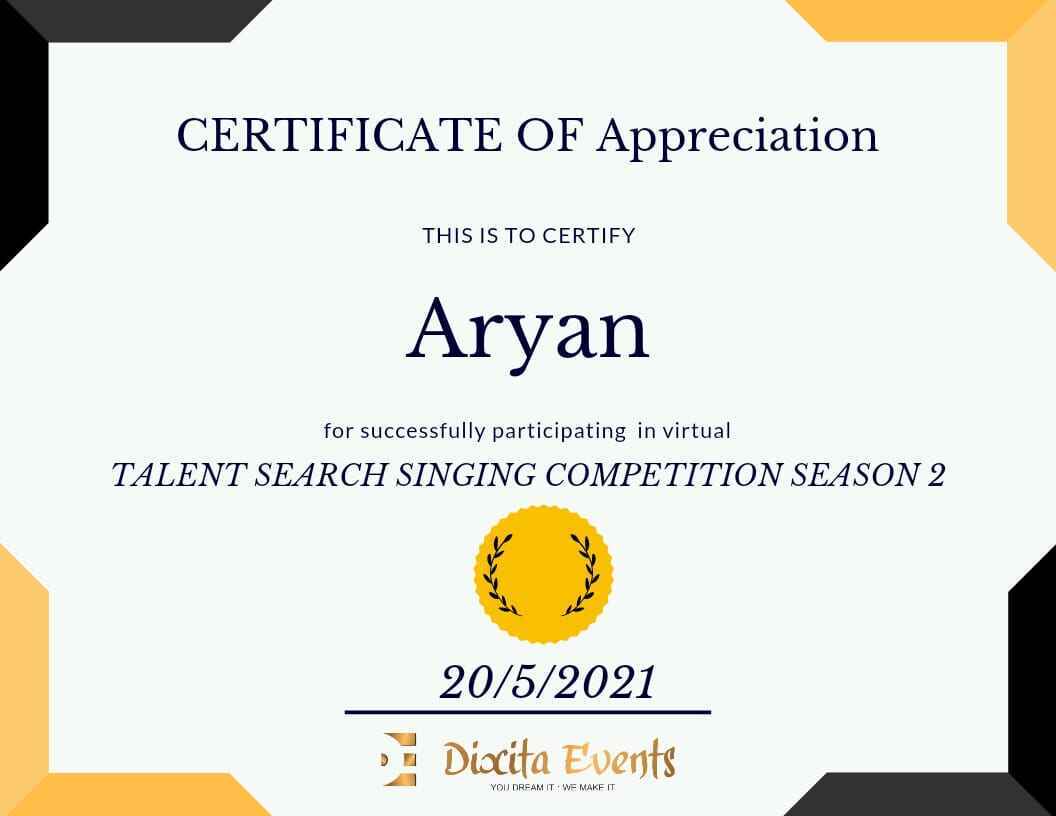 CERTIFICATE OF Appreciation
THIS IS TO CERTIFY
Aryan
for successfully participating in virtual
TALENT SEARCH SINGING COMPETITION SEASON 2
20/5/2021
DE Dixita Events
YOU DREAM IT : WE MAKE IT